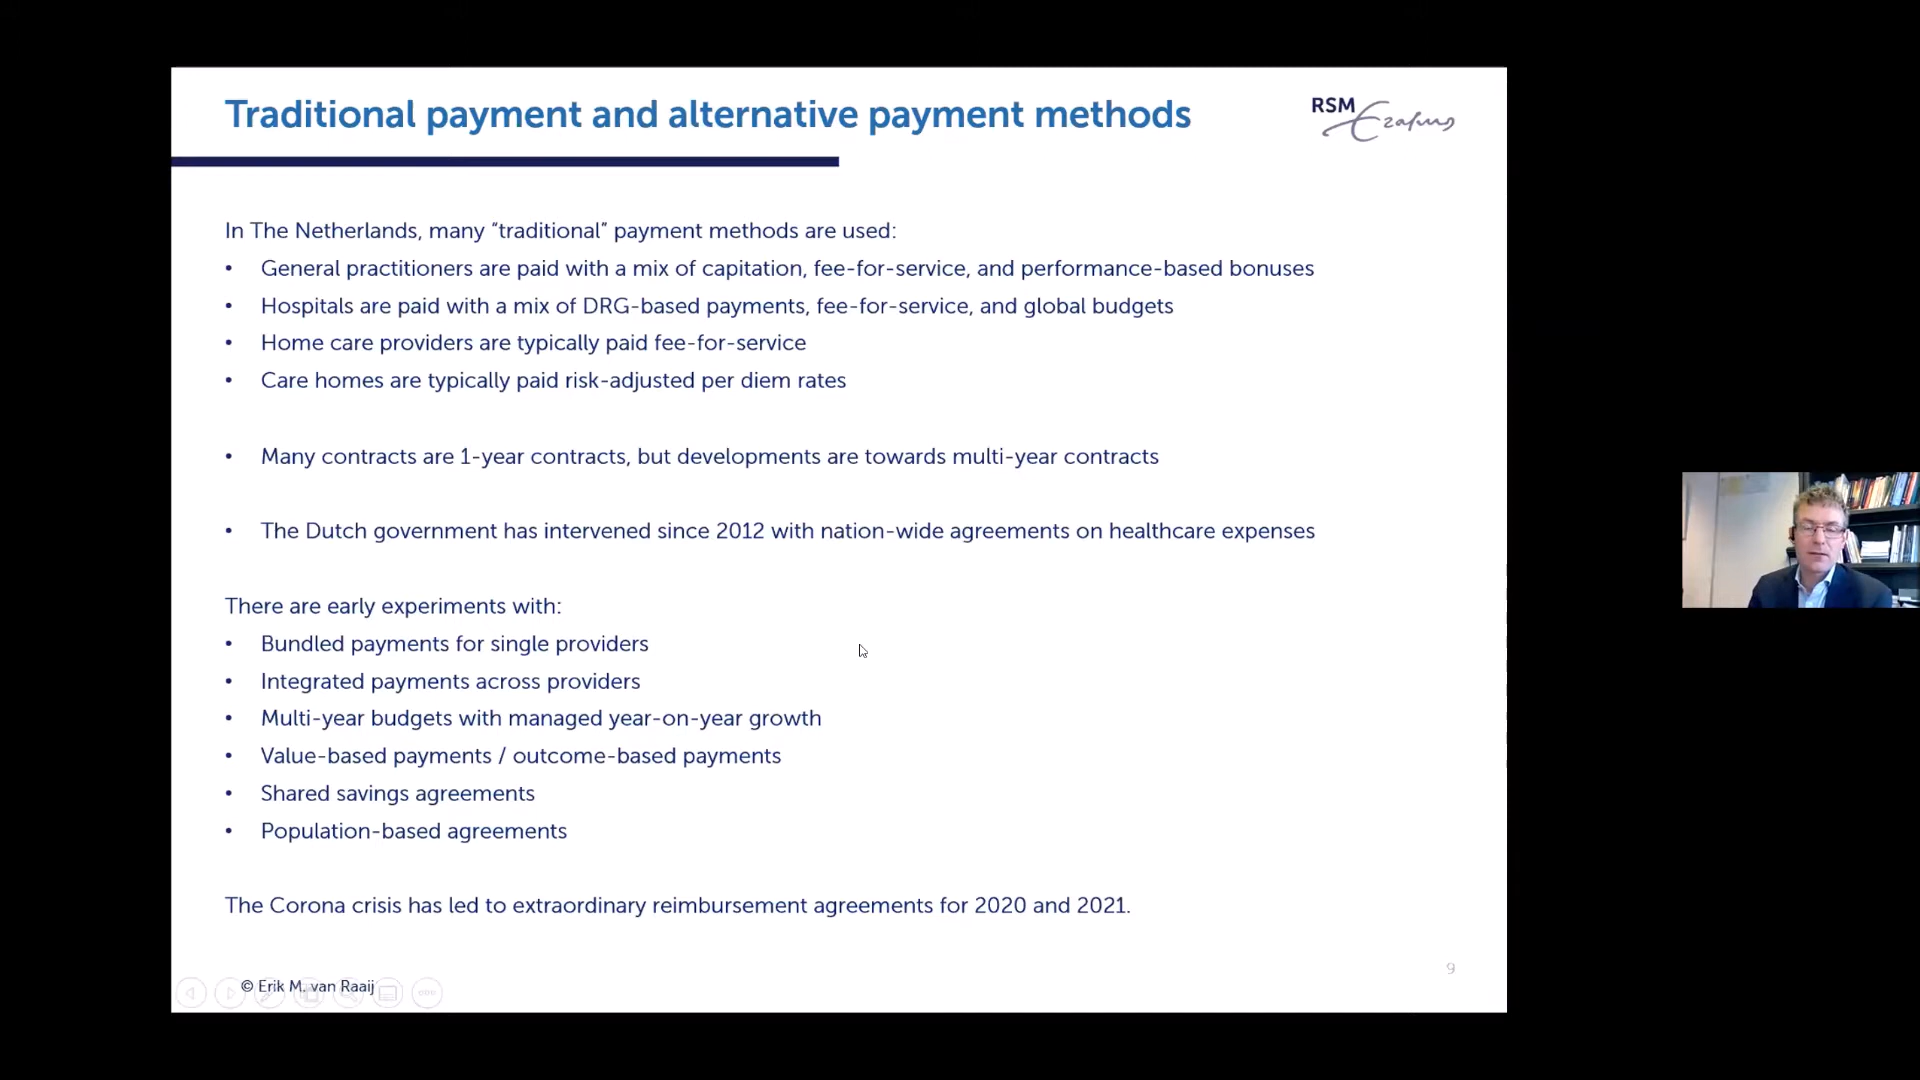 Traditional payment and alternative payment methods
RSM
Erasmus
In The Netherlands, many “traditional” payment methods are used:
• General practitioners are paid with a mix of capitation, fee-for-service, and performance-based bonuses
• Hospitals are paid with a mix of DRG-based payments, fee-for-service, and global budgets
• Home care providers are typically paid fee-for-service
• Care homes are typically paid risk-adjusted per diem rates
• Many contracts are 1-year contracts, but developments are towards multi-year contracts
• The Dutch government has intervened since 2012 with nation-wide agreements on healthcare expenses
There are early experiments with:
• Bundled payments for single providers
• Integrated payments across providers
• Multi-year budgets with managed year-on-year growth
• Value-based payments / outcome-based payments
• Shared savings agreements
• Population-based agreements
The Corona crisis has led to extraordinary reimbursement agreements for 2020 and 2021.
9
© Erik M. van Raaij